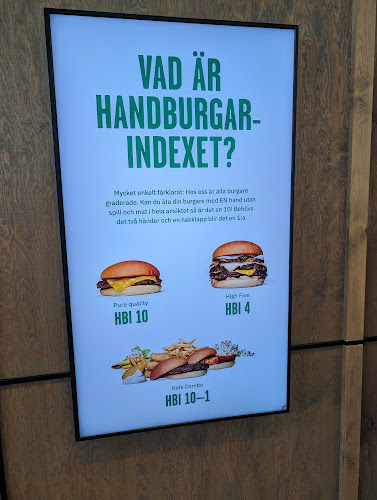 VAD ÄR
HANDBURGAR-
INDEXET?
Mycket enkelt förklarat: Hos oss är alla burgare
graderade. Kan du äta din burgare med EN hand utan
spill och mat i hela ansiktet så är det en 10! Behövs
det två händer och en hakklapp blir det en 1:a.
Pure quality
HBI 10
High Five
HBI 4
Kids Combo
HBI 10–1